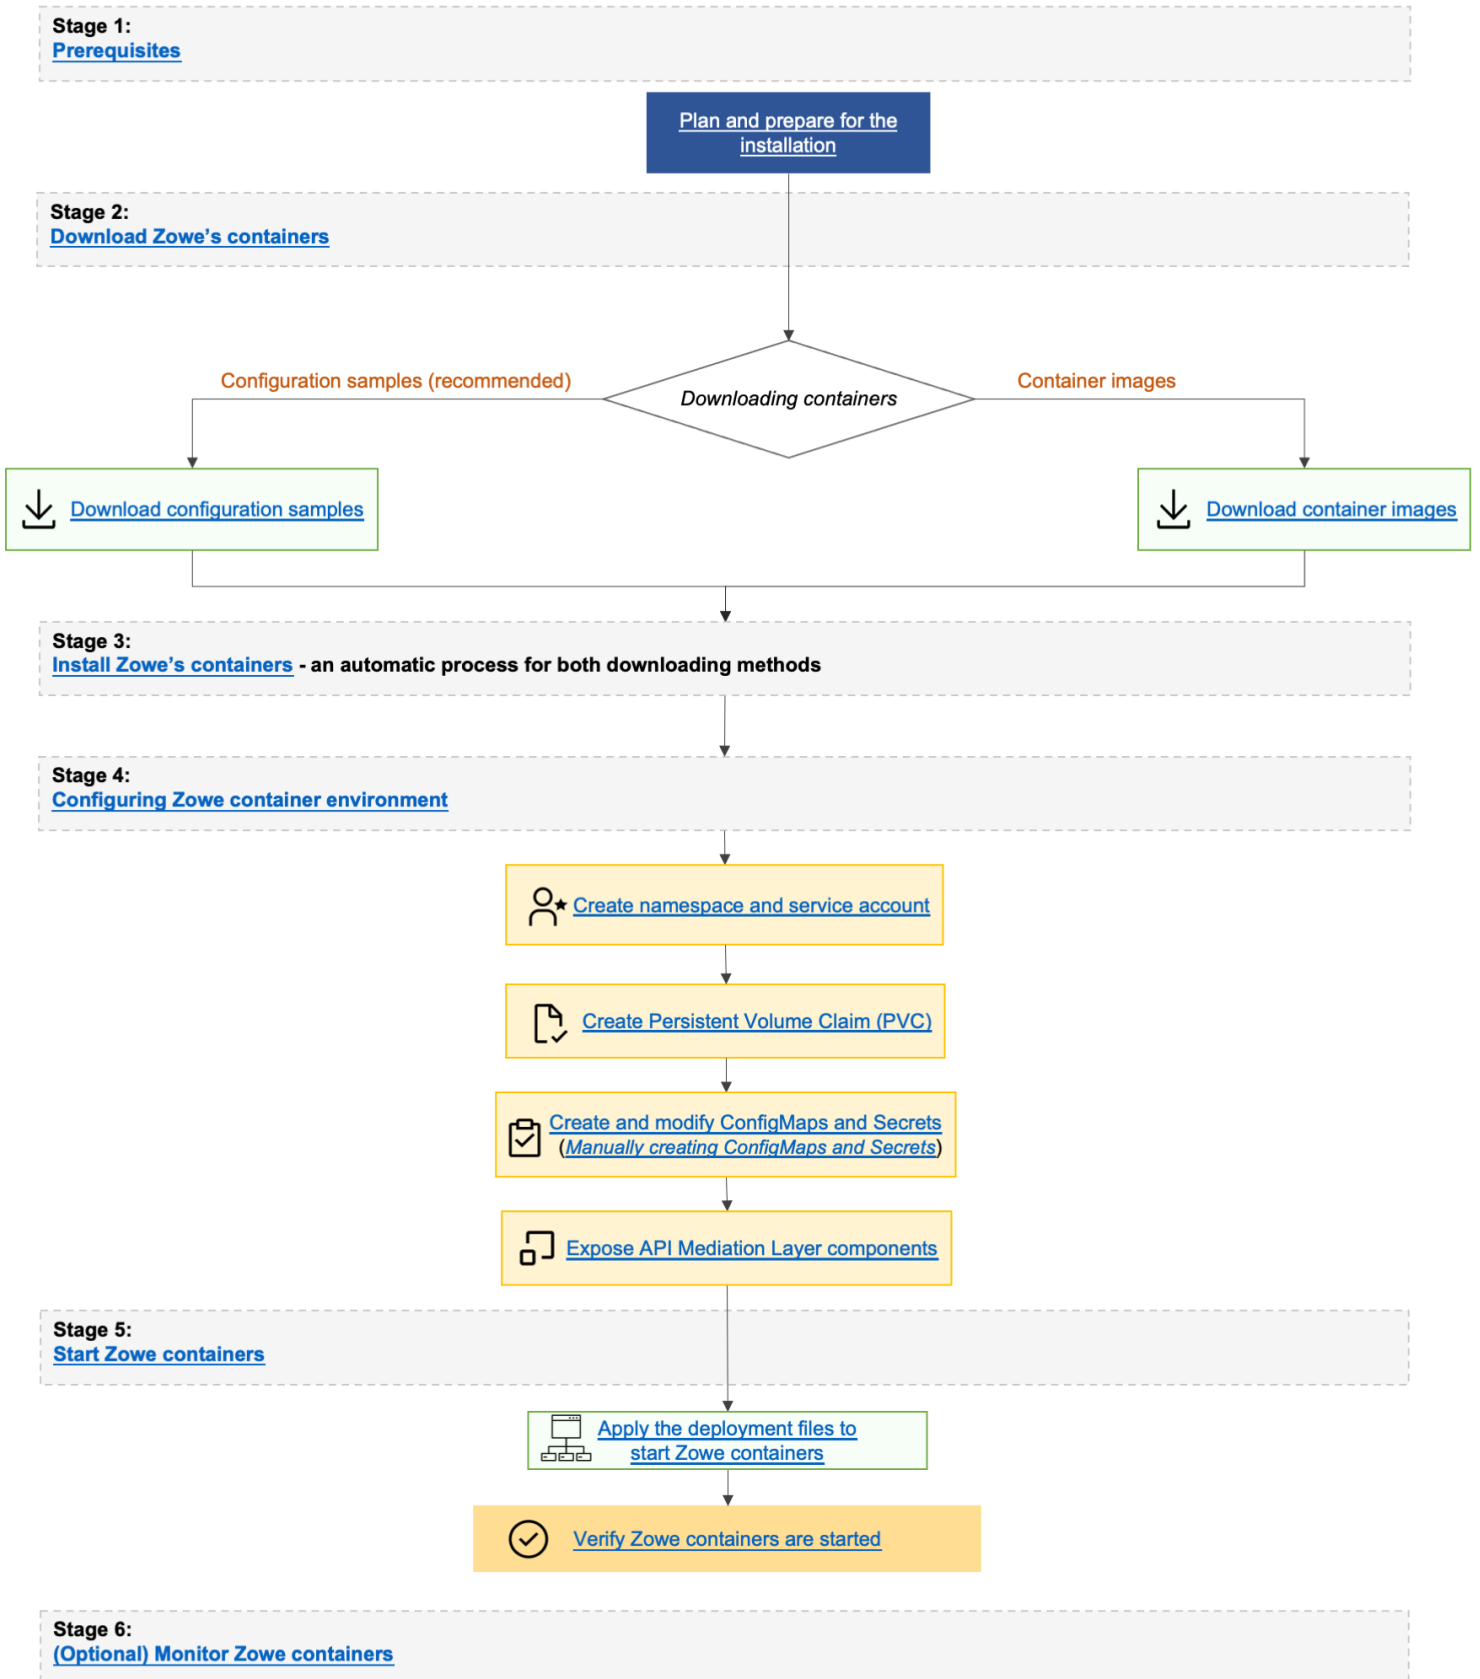 Stage 1:
Prerequisites
Plan and prepare for the
installation
Stage 2:
Download Zowe’s containers
Configuration samples (recommended)
Container images
Downloading containers
Download configuration samples
Download container images
Stage 3:
Install Zowe’s containers - an automatic process for both downloading methods
Stage 4:
Configuring Zowe container environment
Create namespace and service account
Create Persistent Volume Claim (PVC)
Create and modify ConfigMaps and Secrets
(Manually creating ConfigMaps and Secrets)
Expose API Mediation Layer components
Stage 5:
Start Zowe containers
Apply the deployment files to
start Zowe containers
Verify Zowe containers are started
Stage 6:
(Optional) Monitor Zowe containers